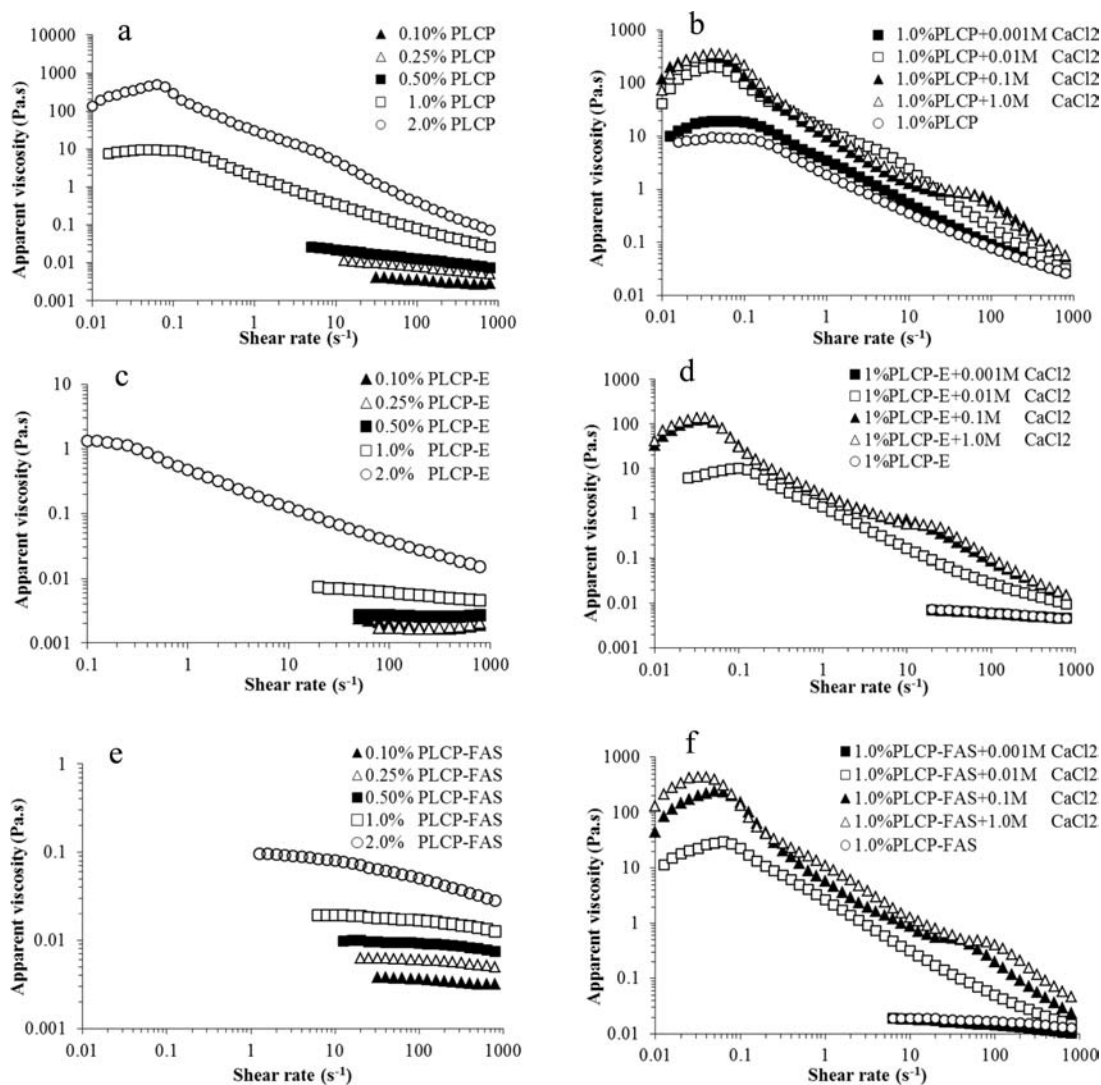 a
10000
1000
100
10
1
0.1
0.01
0.001
0.01
0.1
1
10
100
1000
Apparent viscosity (Pa.s)
Shear rate (s⁻¹)
0.10% PLCP
0.25% PLCP
0.50% PLCP
1.0% PLCP
2.0% PLCP
b
1000
100
10
1
0.1
0.01
0.01
0.1
1
10
100
1000
Apparent viscosity (Pa.s)
Share rate (s⁻¹)
1.0%PLCP+0.001M CaCl2
1.0%PLCP+0.01M CaCl2
1.0%PLCP+0.1M CaCl2
1.0%PLCP+1.0M CaCl2
1.0%PLCP
c
10
1
0.1
0.01
0.001
0.1
1
10
100
1000
Apparent viscosity (Pa.s)
Shear rate (s⁻¹)
0.10% PLCP-E
0.25% PLCP-E
0.50% PLCP-E
1.0% PLCP-E
2.0% PLCP-E
d
1000
100
10
1
0.1
0.01
0.001
0.01
0.1
1
10
100
1000
Apparent viscosity (Pa.s)
Shear rate (s⁻¹)
1%PLCP-E+0.001M CaCl2
1%PLCP-E+0.01M CaCl2
1%PLCP-E+0.1M CaCl2
1%PLCP-E+1.0M CaCl2
1%PLCP-E
e
1
0.1
0.01
0.001
0.01
0.1
1
10
100
1000
Apparent viscosity (Pa.s)
Shear rate (s⁻¹)
0.10% PLCP-FAS
0.25% PLCP-FAS
0.50% PLCP-FAS
1.0% PLCP-FAS
2.0% PLCP-FAS
f
1000
100
10
1
0.1
0.01
0.01
0.1
1
10
100
1000
Apparent viscosity (Pa.s)
Shear rate (s⁻¹)
1.0%PLCP-FAS+0.001M CaCl2
1.0%PLCP-FAS+0.01M CaCl2
1.0%PLCP-FAS+0.1M CaCl2
1.0%PLCP-FAS+1.0M CaCl2
1.0%PLCP-FAS